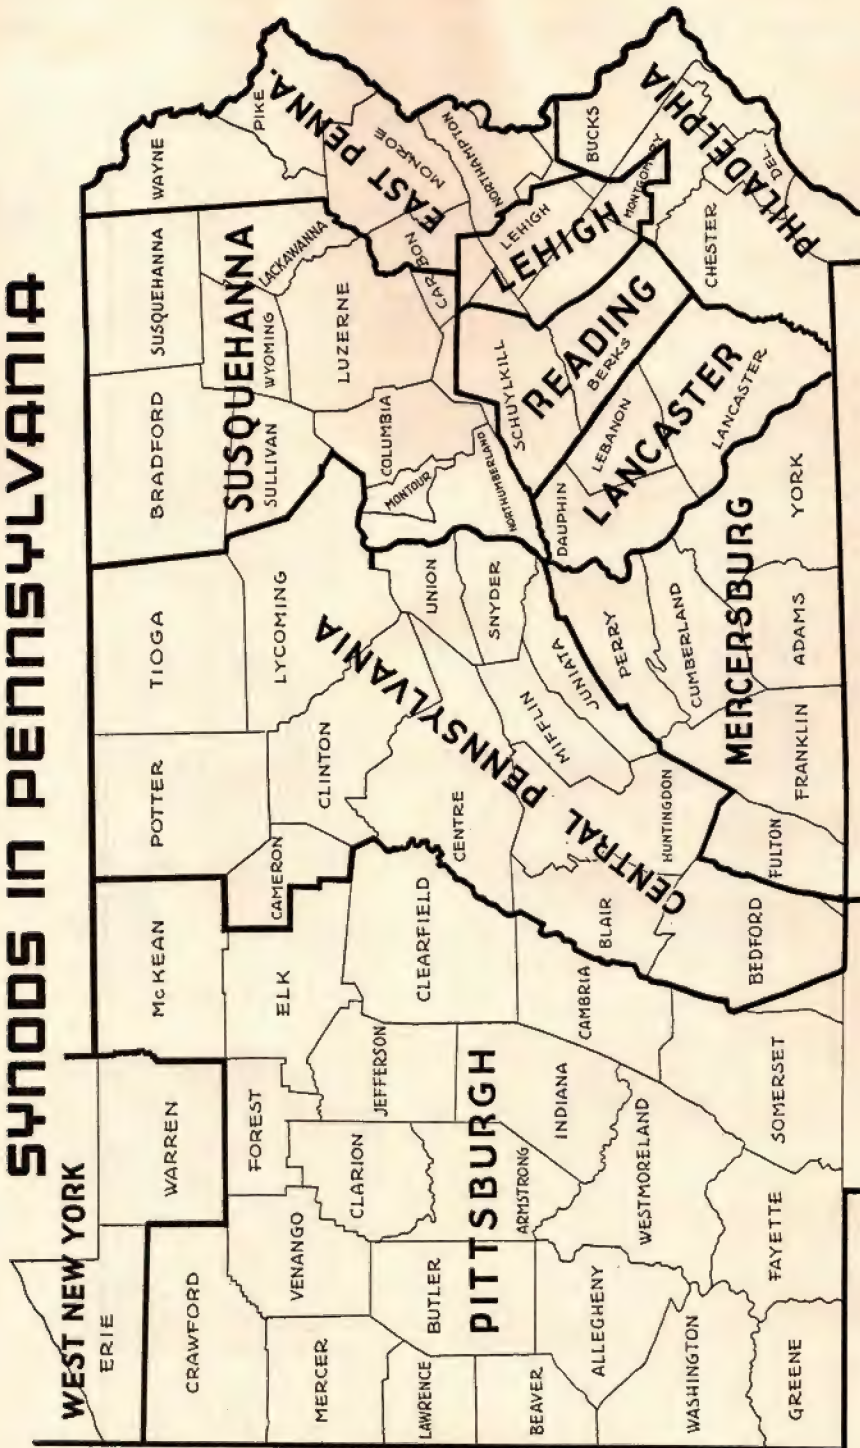 SYNODS IN PENNSYLVANIA
WEST NEW YORK
ERIE
WARREN
CRAWFORD
McKEAN
POTTER
TIOGA
BRADFORD
SUSQUEHANNA
WAYNE
PIKE
SUSQUEHANNA
SULLIVAN
WYOMING
LACKAWANNA
EAST PENNA.
MONROE
FOREST
ELK
CAMERON
CLINTON
LYCOMING
LUZERNE
COLUMBIA
MONTOUR
NORTHUMBERLAND
CARBON
NORTHAMPTON
MERCER
VENANGO
CLARION
JEFFERSON
CLEARFIELD
CENTRE
CENTRAL PENNSYLVANIA
UNION
SNYDER
MIFFLIN
JUNIATA
SCHUYLKILL
LEHIGH
LEHIGH
BUCKS
MONTGOMERY
LAWRENCE
BUTLER
PITTSBURGH
ARMSTRONG
INDIANA
CAMBRIA
BLAIR
HUNTINGDON
PERRY
DAUPHIN
LEBANON
READING
BERKS
BEAVER
ALLEGHENY
WESTMORELAND
CUMBERLAND
MERCERSBURG
LANCASTER
LANCASTER
CHESTER
DEL.
PHILADELPHIA
WASHINGTON
GREENE
FAYETTE
SOMERSET
BEDFORD
FULTON
FRANKLIN
ADAMS
YORK